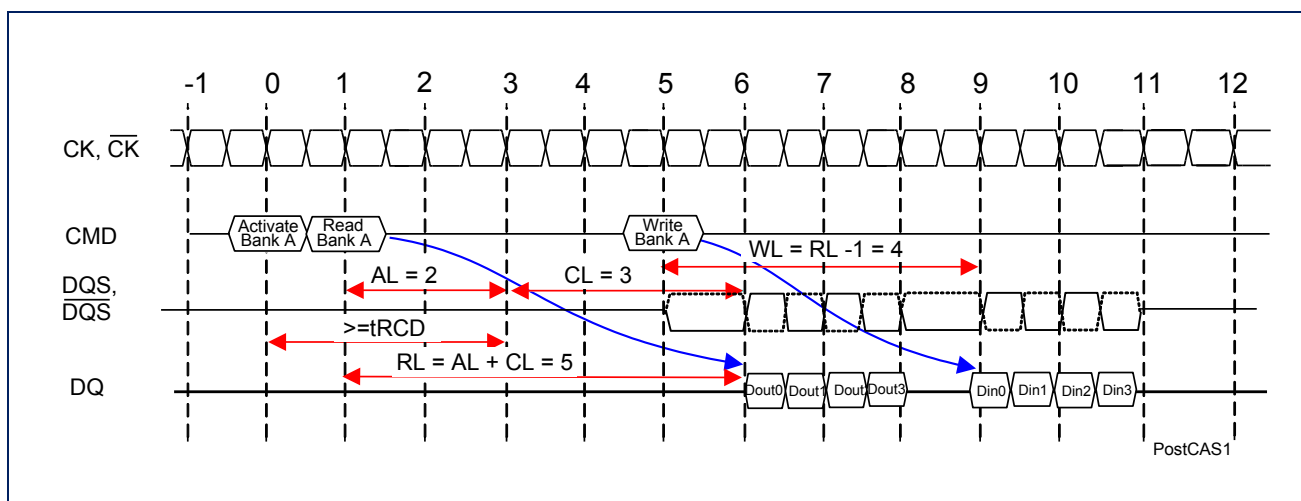 -1 0 1 2 3 4 5 6 7 8 9 10 11 12
CK, CK
CMD
Activate Bank A
Read Bank A
Write Bank A
WL = RL -1 = 4
AL = 2
CL = 3
DQS,
DQS
>=tRCD
RL = AL + CL = 5
DQ
Dout0 Dout1 Dout2 Dout3 Din0 Din1 Din2 Din3
PostCAS1